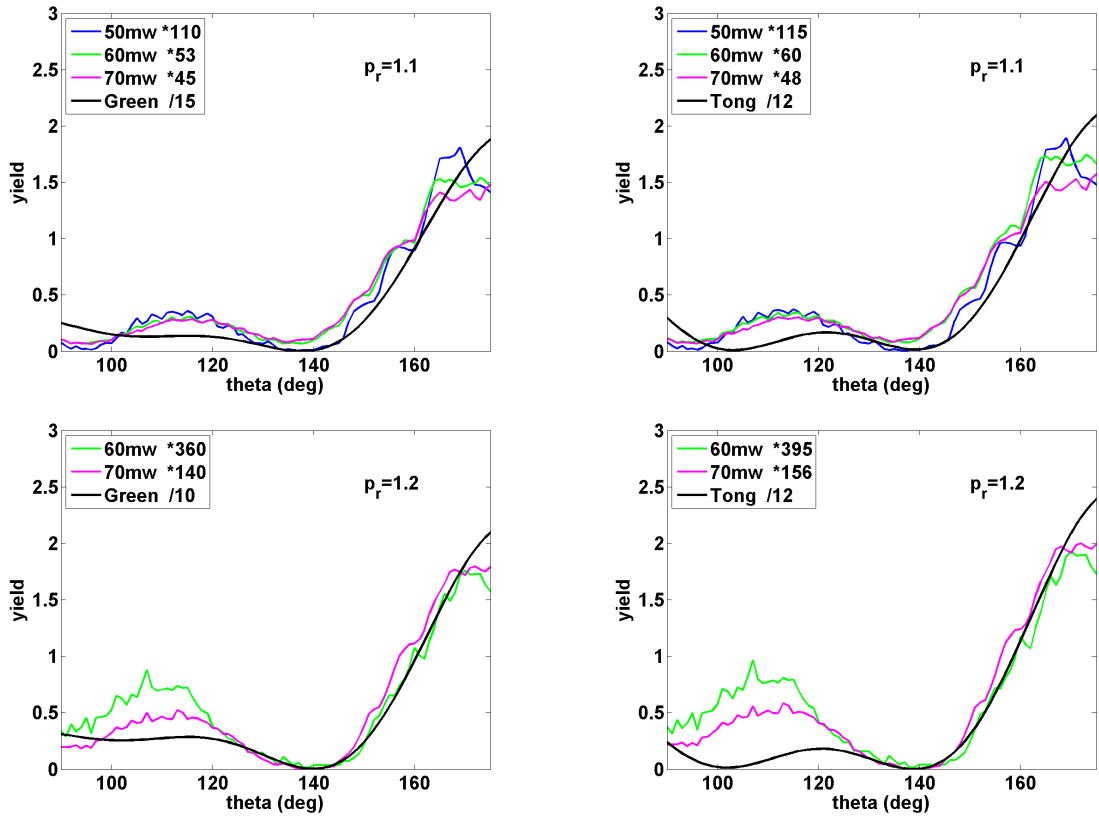 3
2.5
2
1.5
1
0.5
0
yield
50mw *110
60mw *53
70mw *45
Green /15
p_r=1.1
100 120 140 160
theta (deg)
3
2.5
2
1.5
1
0.5
0
yield
50mw *115
60mw *60
70mw *48
Tong /12
p_r=1.1
100 120 140 160
theta (deg)
3
2.5
2
1.5
1
0.5
0
yield
60mw *360
70mw *140
Green /10
p_r=1.2
100 120 140 160
theta (deg)
3
2.5
2
1.5
1
0.5
0
yield
60mw *395
70mw *156
Tong /12
p_r=1.2
100 120 140 160
theta (deg)